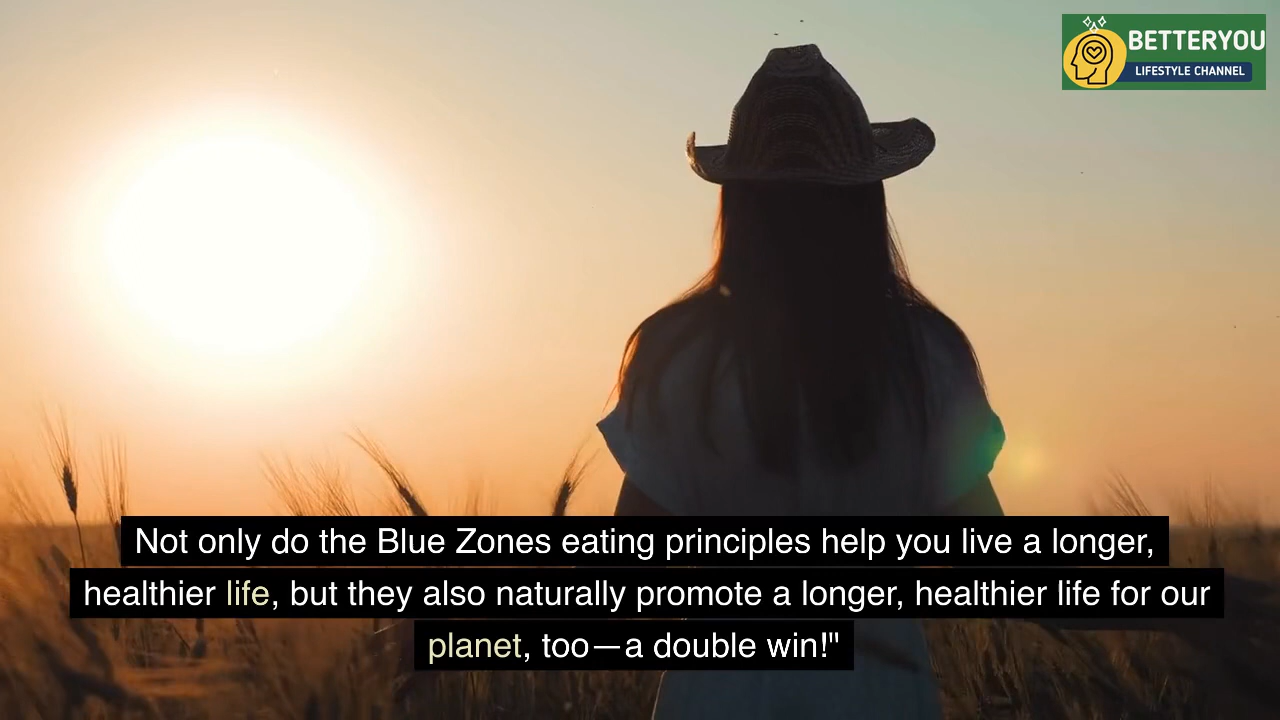 BETTERYOU
LIFESTYLE CHANNEL
Not only do the Blue Zones eating principles help you live a longer,
healthier life, but they also naturally promote a longer, healthier life for our
planet, too—a double win!"